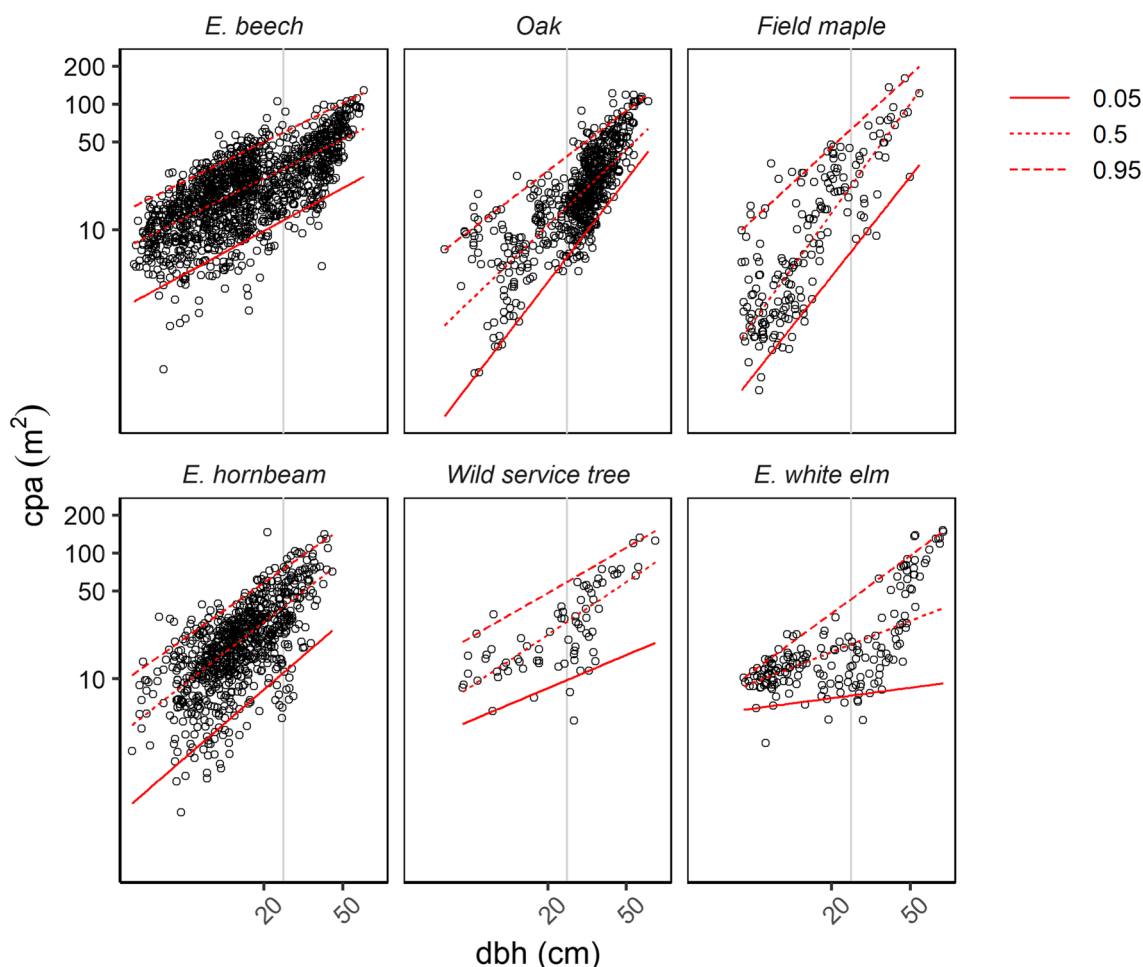 E. beech
Oak
Field maple
200
100
50
10
0.05
0.5
0.95
cpa (m²)
E. hornbeam
Wild service tree
E. white elm
200
100
50
10
20
50
20
50
20
50
dbh (cm)